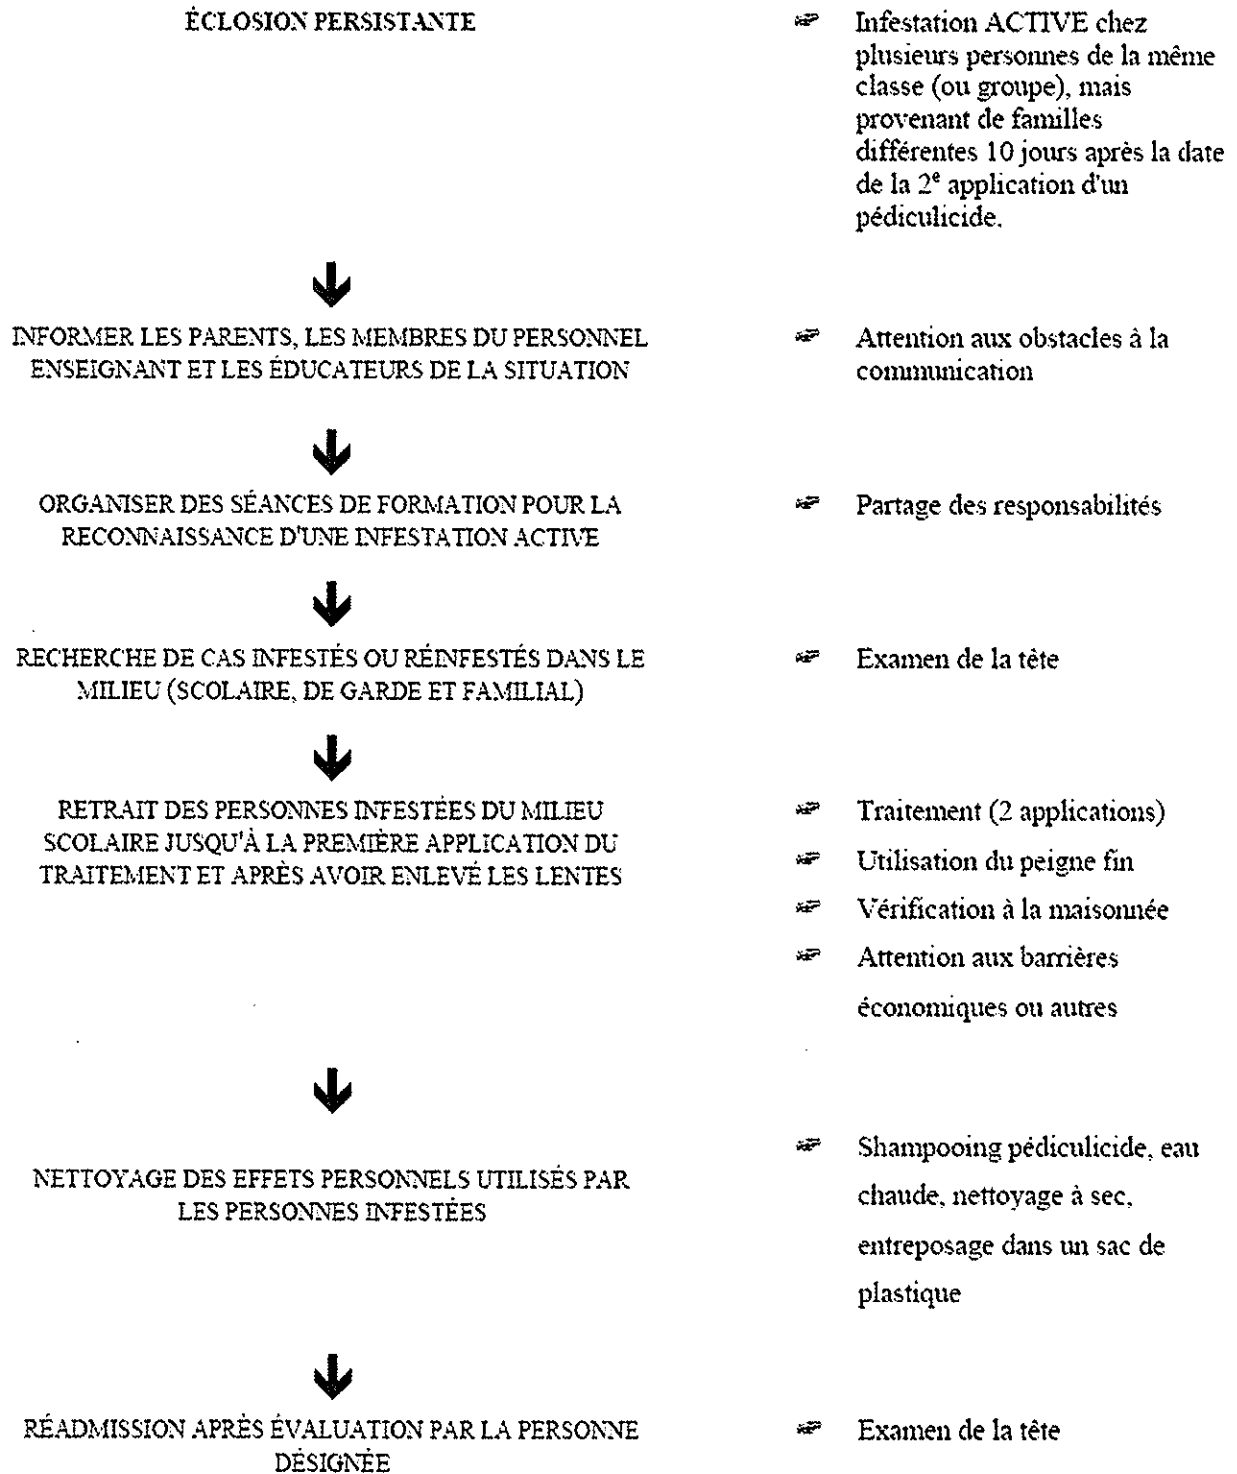 ÉCLOSION PERSISTANTE
Infestation ACTIVE chez
plusieurs personnes de la même
classe (ou groupe), mais
provenant de familles
différentes 10 jours après la date
de la 2e application d'un
pédiculicide.
INFORMER LES PARENTS, LES MEMBRES DU PERSONNEL
ENSEIGNANT ET LES ÉDUCATEURS DE LA SITUATION
Attention aux obstacles à la
communication
ORGANISER DES SÉANCES DE FORMATION POUR LA
RECONNAISSANCE D'UNE INFESTATION ACTIVE
Partage des responsabilités
RECHERCHE DE CAS INFESTÉS OU RÉINFESTÉS DANS LE
MILIEU (SCOLAIRE, DE GARDE ET FAMILIAL)
Examen de la tête
RETRAIT DES PERSONNES INFESTÉES DU MILIEU
SCOLAIRE JUSQU'À LA PREMIÈRE APPLICATION DU
TRAITEMENT ET APRÈS AVOIR ENLEVÉ LES LENTES
Traitement (2 applications)
Utilisation du peigne fin
Vérification à la maisonnée
Attention aux barrières
économiques ou autres
NETTOYAGE DES EFFETS PERSONNELS UTILISÉS PAR
LES PERSONNES INFESTÉES
Shampooing pédiculicide, eau
chaude, nettoyage à sec,
entreposage dans un sac de
plastique
RÉADMISSION APRÈS ÉVALUATION PAR LA PERSONNE
DÉSIGNÉE
Examen de la tête